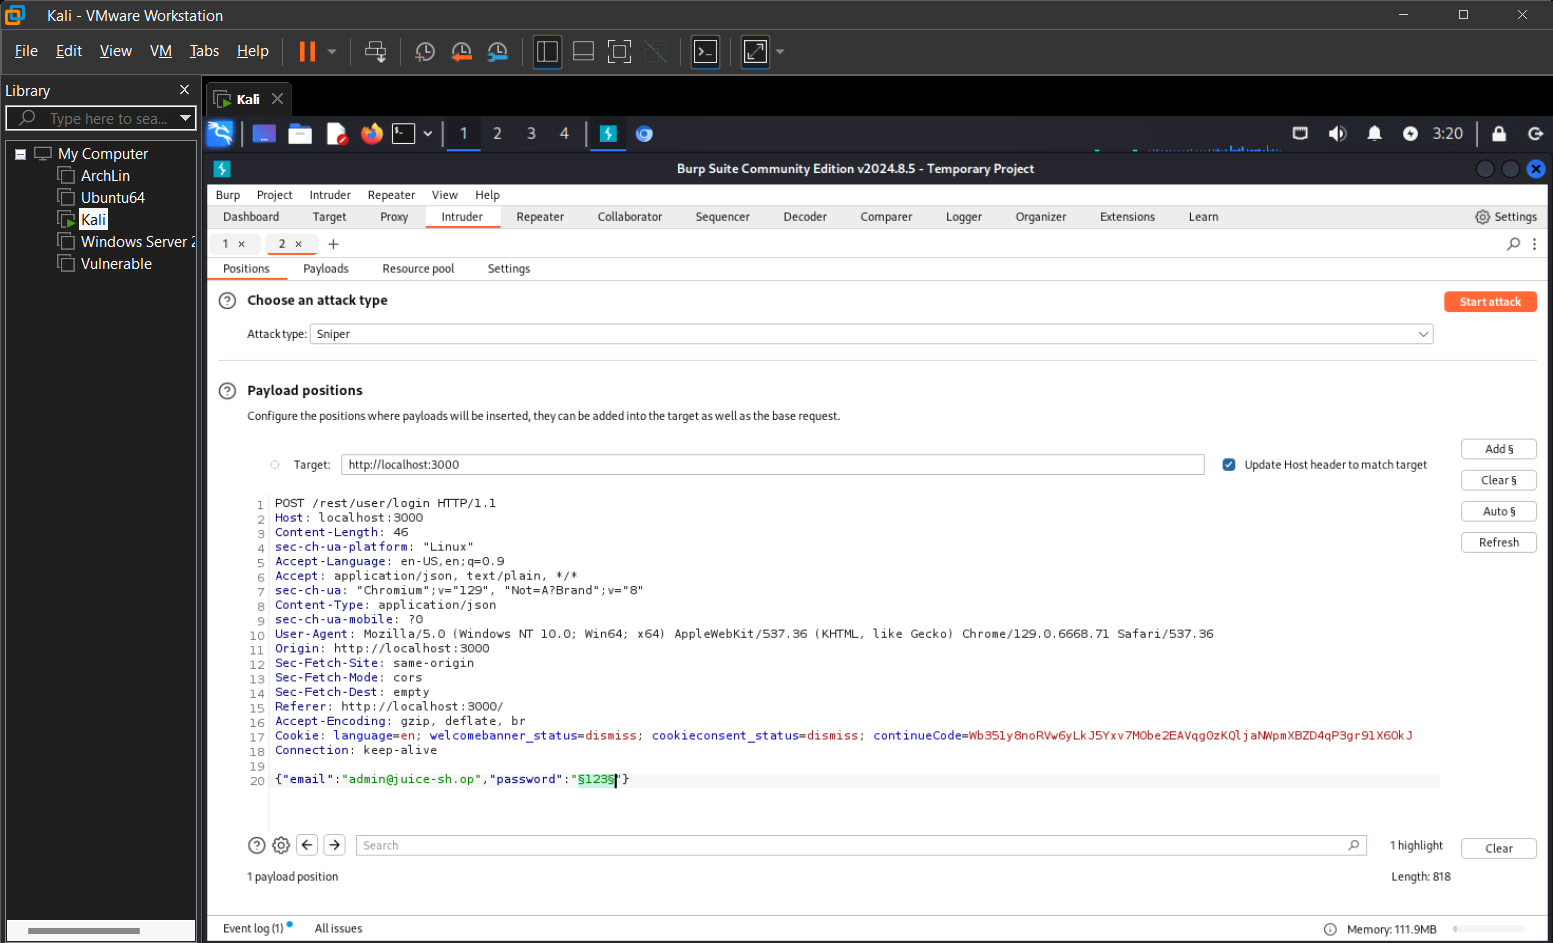 Kali - VMware Workstation
File Edit View VM Tabs Help
Library
Type here to sea...
My Computer
ArchLin
Ubuntu64
Kali
Windows Server 2
Vulnerable
Kali
1 2 3 4
3:20
Burp Suite Community Edition v2024.8.5 - Temporary Project
Burp Project Intruder Repeater View Help
Dashboard Target Proxy Intruder Repeater Collaborator Sequencer Decoder Comparer Logger Organizer Extensions Learn Settings
1 × 2 × +
Positions Payloads Resource pool Settings
Choose an attack type
Start attack
Attack type: Sniper
Payload positions
Configure the positions where payloads will be inserted, they can be added into the target as well as the base request.
Target: http://localhost:3000
Update Host header to match target
Add §
Clear §
Auto §
Refresh
1 POST /rest/user/login HTTP/1.1
2 Host: localhost:3000
3 Content-Length: 46
4 sec-ch-ua-platform: "Linux"
5 Accept-Language: en-US,en;q=0.9
6 Accept: application/json, text/plain, */*
7 sec-ch-ua: "Chromium";v="129", "Not=A?Brand";v="8"
8 Content-Type: application/json
9 sec-ch-ua-mobile: ?0
10 User-Agent: Mozilla/5.0 (Windows NT 10.0; Win64; x64) AppleWebKit/537.36 (KHTML, like Gecko) Chrome/129.0.6668.71 Safari/537.36
11 Origin: http://localhost:3000
12 Sec-Fetch-Site: same-origin
13 Sec-Fetch-Mode: cors
14 Sec-Fetch-Dest: empty
15 Referer: http://localhost:3000/
16 Accept-Encoding: gzip, deflate, br
17 Cookie: language=en; welcomebanner_status=dismiss; cookieconsent_status=dismiss; continueCode=Wb351y8noRVw6yLkJ5Yxv7MObe2EAVqgOzKQljaNWpmXBZD4qP3gr91X6OkJ
18 Connection: keep-alive
19
20 {"email":"admin@juice-sh.op","password":"§123§"}
Search
1 highlight
Clear
1 payload position
Length: 818
Event log (1) All issues
Memory: 111.9MB